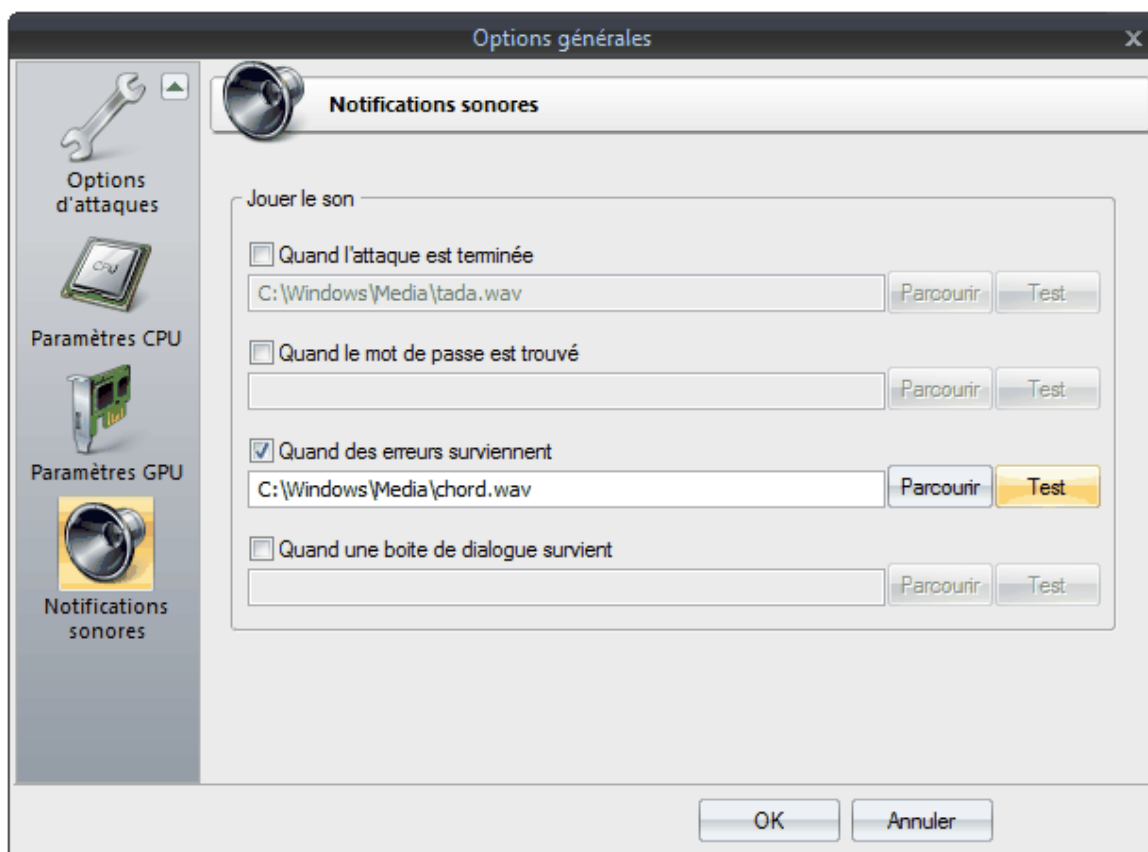 Options générales
Options
d'attaques
CPU
Paramètres CPU
Paramètres GPU
Notifications
sonores
Notifications sonores
Jouer le son
Quand l'attaque est terminée
C:\Windows\Media\tada.wav Parcourir Test
Quand le mot de passe est trouvé
Parcourir Test
Quand des erreurs surviennent
C:\Windows\Media\chord.wav Parcourir Test
Quand une boite de dialogue survient
Parcourir Test
OK Annuler